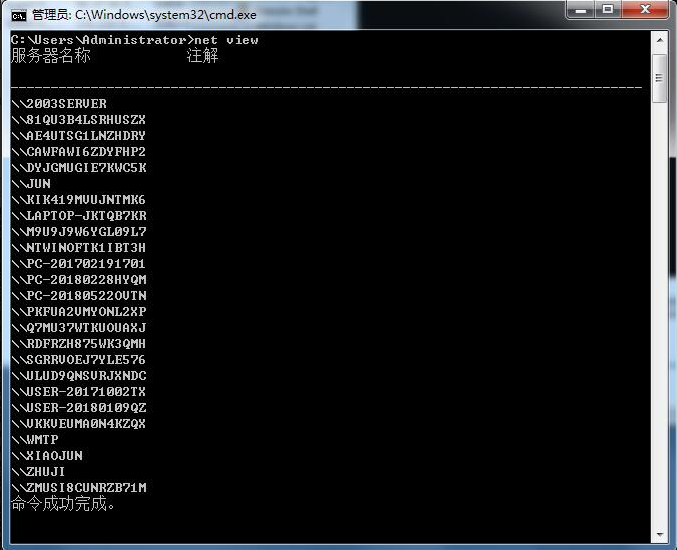 管理员: C:\Windows\system32\cmd.exe
C:\Users\Administrator>net view
服务器名称            注解
-------------------------------------------------------------------------------
\\2003SERVER
\\81QU3B4LSRHUSZX
\\AE4UTSG1LNZHDRY
\\CAWFAWI6ZDYFHP2
\\DYJGMUGIE7KWC5K
\\JUN
\\KIK419MVUJNTMK6
\\LAPTOP-JKTQB7KR
\\M9U9J9W6YGL09L7
\\NTWINOFTK1IBT3H
\\PC-201702191701
\\PC-20180228HYQM
\\PC-20180522OVTN
\\PKFUA2VMYONL2XP
\\Q7MU37WTKUOUAXJ
\\RDFRZH875WK3QMH
\\SGRRVOEJ7YLE576
\\ULUD9QNSVRJXNDC
\\USER-20171002TX
\\USER-20180109QZ
\\VKKVEUMA0N4KZQX
\\WMTP
\\XIAOJUN
\\ZHUJI
\\ZMUSI8CUNRZB71M
命令成功完成。